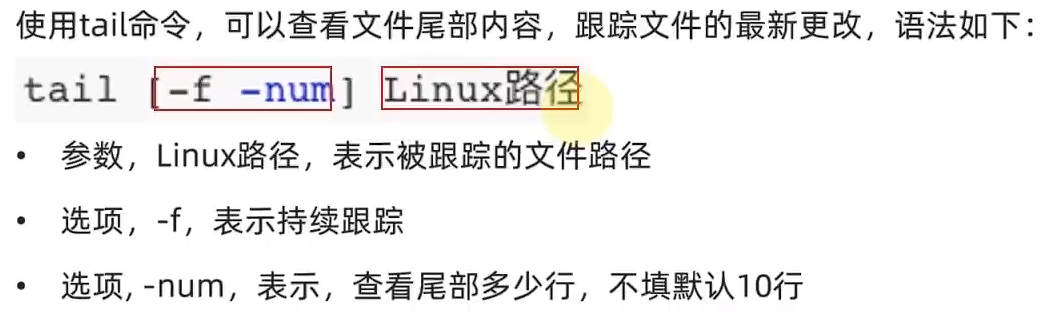 使用tail命令，可以查看文件尾部内容，跟踪文件的最新更改，语法如下：
tail [-f -num] Linux路径
• 参数，Linux路径，表示被跟踪的文件路径
• 选项，-f，表示持续跟踪
• 选项, -num，表示，查看尾部多少行，不填默认10行